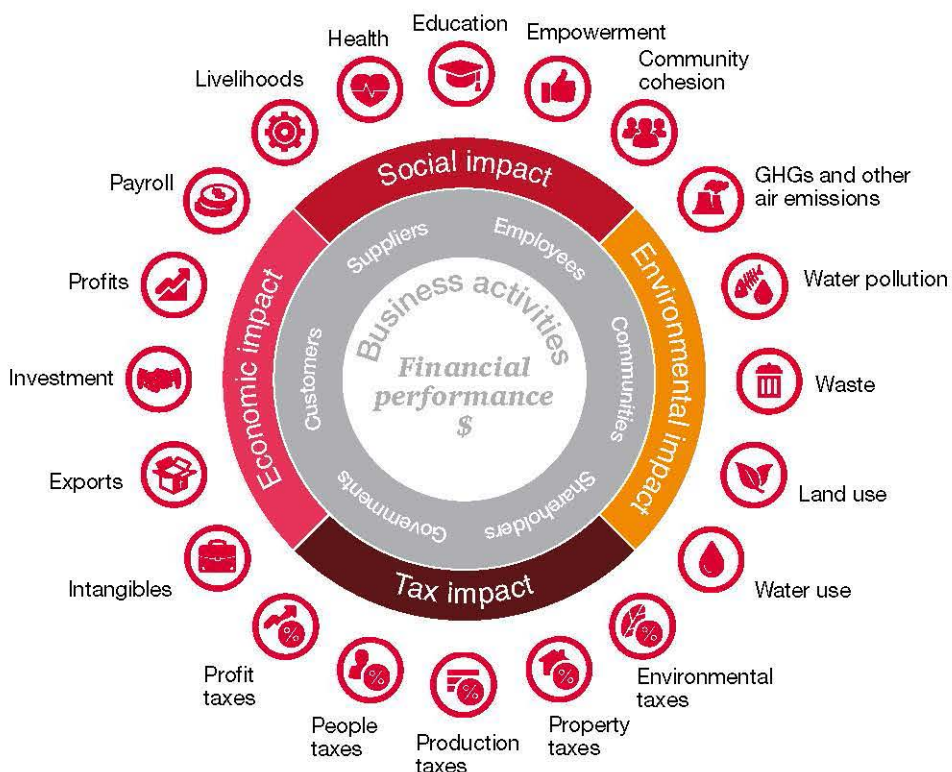 Education
Health
Empowerment
Livelihoods
Community
cohesion
Payroll
GHGs and other
air emissions
Profits
Water pollution
Investment
Waste
Exports
Land use
Intangibles
Water use
Profit
taxes
People
taxes
Production
taxes
Property
taxes
Environmental
taxes
Social impact
Environmental impact
Tax impact
Economic impact
Suppliers
Employees
Communities
Shareholders
Governments
Customers
Business activities
Financial
performance
$